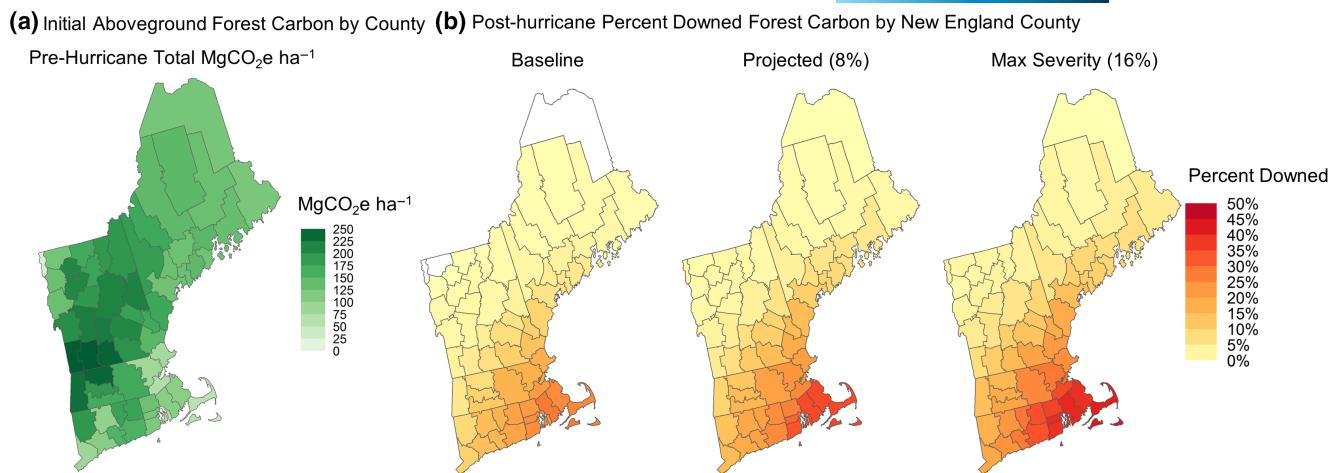 (a) Initial Aboveground Forest Carbon by County
Pre-Hurricane Total MgCO₂e ha⁻¹
MgCO₂e ha⁻¹
250
225
200
175
150
125
100
75
50
25
0
(b) Post-hurricane Percent Downed Forest Carbon by New England County
Baseline
Projected (8%)
Max Severity (16%)
Percent Downed
50%
45%
40%
35%
30%
25%
20%
15%
10%
5%
0%